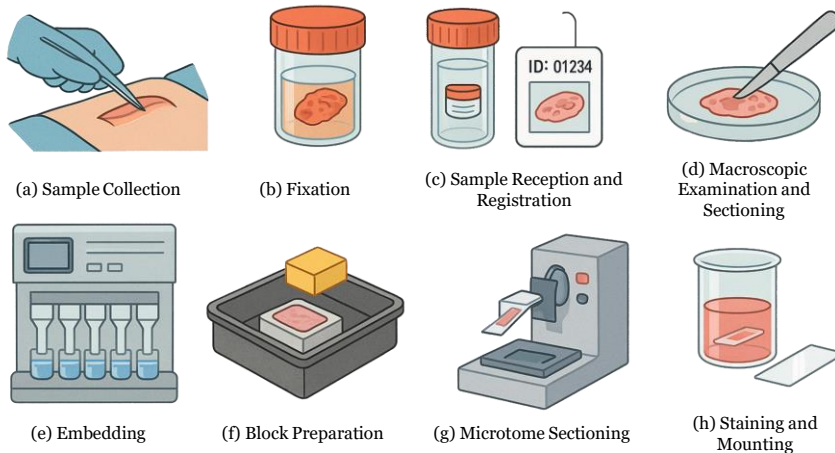 ID: 01234
(a) Sample Collection
(b) Fixation
(c) Sample Reception and
Registration
(d) Macroscopic
Examination and
Sectioning
(e) Embedding
(f) Block Preparation
(g) Microtome Sectioning
(h) Staining and
Mounting